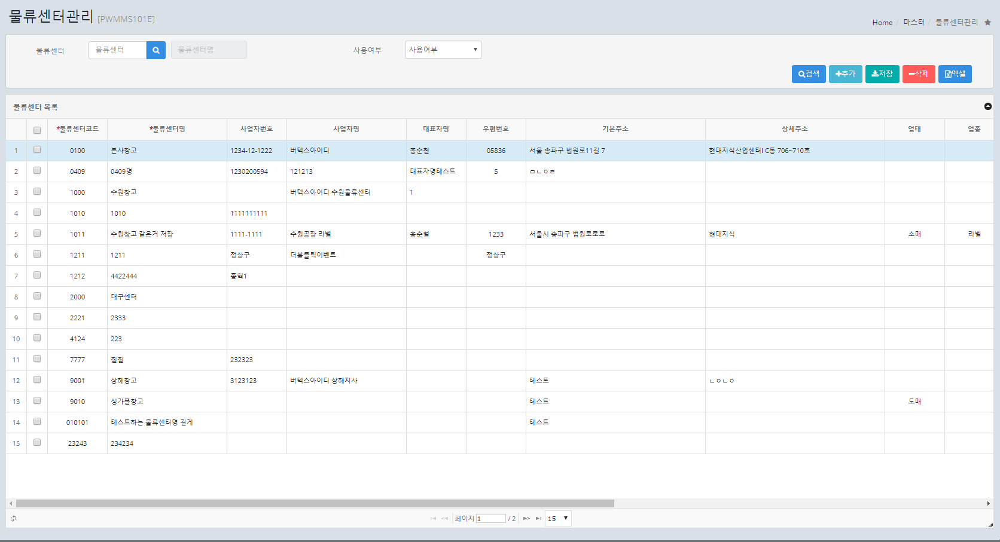 물류센터관리 [PWMMS101E]
Home / 마스터 / 물류센터관리
물류센터 물류센터 물류센터명 사용여부 사용여부
검색 추가 저장 삭제 엑셀
물류센터 목록
*물류센터코드 *물류센터명 사업자번호 사업자명 대표자명 우편번호 기본주소 상세주소 업태 업종
1 0100 본사창고 1234-12-1222 버텍스아이디 홍순철 05836 서울 송파구 법원로11길 7 현대지식산업센터I C동 706~710호
2 0409 0409명 1230200594 121213 대표자명테스트 5 ㅁㄴㅇㄹ
3 1000 수원창고 버텍스아이디 수원물류센터 1
4 1010 1010 1111111111
5 1011 수원창고 같은거 저장 1111-1111 수원공장 라벨 홍순철 1233 서울시 송파구 법원로로로 현대지식 소매 라벨
6 1211 1211 정상구 더블클릭이벤트 정상구
7 1212 4422444 종혁1
8 2000 대구센터
9 2221 2333
10 4124 223
11 7777 칠칠 232323
12 9001 상해창고 3123123 버텍스아이디 상해지사 테스트 ㄴㅇㄴㅇ
13 9010 싱가폴창고 테스트 도매
14 010101 테스트하는 물류센터명 길게 테스트
15 23243 234234
페이지 1 / 2 15